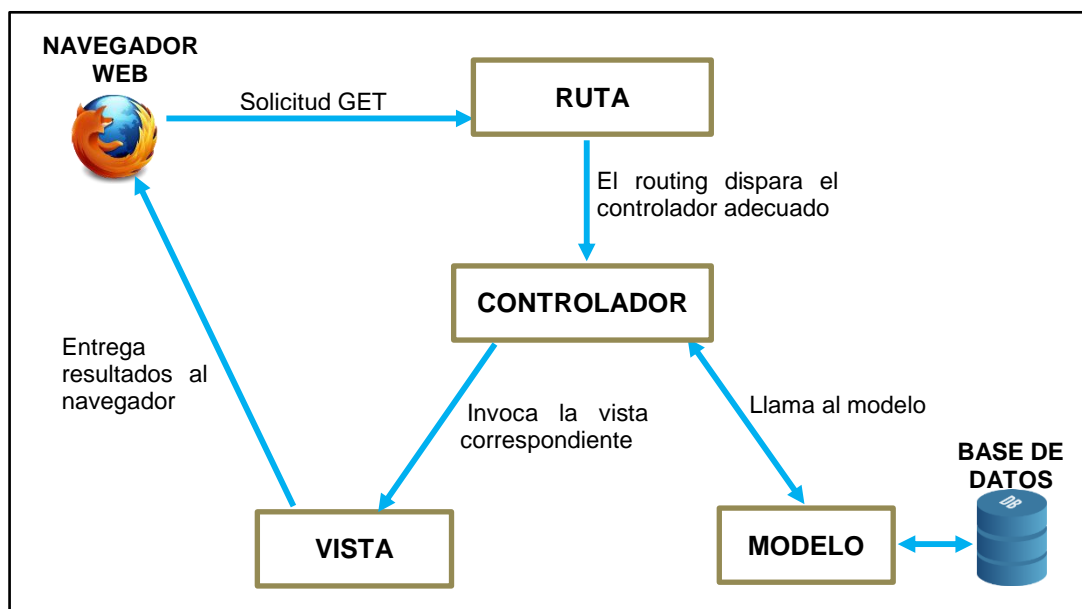 NAVEGADOR
WEB
Solicitud GET
RUTA
El routing dispara el
controlador adecuado
CONTROLADOR
Entrega
resultados al
navegador
Invoca la vista
correspondiente
Llama al modelo
BASE DE
DATOS
DB
VISTA
MODELO